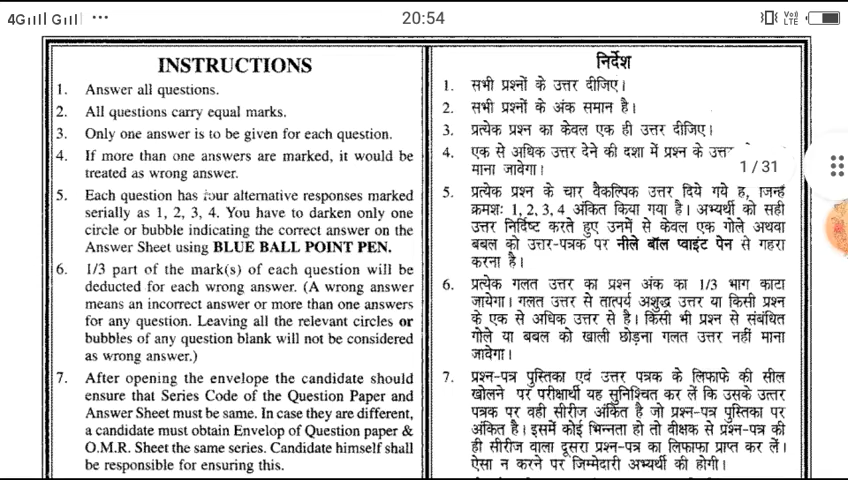 4G G ... 20:54 Vo) LTE
INSTRUCTIONS
1. Answer all questions.
2. All questions carry equal marks.
3. Only one answer is to be given for each question.
4. If more than one answers are marked, it would be
treated as wrong answer.
5. Each question has four alternative responses marked
serially as 1, 2, 3, 4. You have to darken only one
circle or bubble indicating the correct answer on the
Answer Sheet using BLUE BALL POINT PEN.
6. 1/3 part of the mark(s) of each question will be
deducted for each wrong answer. (A wrong answer
means an incorrect answer or more than one answers
for any question. Leaving all the relevant circles or
bubbles of any question blank will not be considered
as wrong answer.)
7. After opening the envelope the candidate should
ensure that Series Code of the Question Paper and
Answer Sheet must be same. In case they are different,
a candidate must obtain Envelop of Question paper &
O.M.R. Sheet the same series. Candidate himself shall
be responsible for ensuring this.
निर्देश
1. सभी प्रश्नों के उत्तर दीजिए।
2. सभी प्रश्नों के अंक समान है।
3. प्रत्येक प्रश्न का केवल एक ही उत्तर दीजिए।
4. एक से अधिक उत्तर देने की दशा में प्रश्न के
माना जावेगा।
1 / 31
5. प्रत्येक प्रश्न के चार वैकल्पिक उत्तर दिये गये
क्रमशः 1, 2, 3, 4 अंकित किया गया है। अभ्यर्थी को सही
उत्तर निर्दिष्ट करते हुए उनमें से केवल एक गोले अथवा
बबल को उत्तर-पत्रक पर नीले बॉल प्वाइंट पेन से गहरा
करना है।
6. प्रत्येक गलत उत्तर का प्रश्न अंक का 1/3 भाग काटा
जायेगा। गलत उत्तर से तात्पर्य अशुद्ध उत्तर या किसी प्रश्न
के एक से अधिक उत्तर से है। किसी भी प्रश्न से संबंधित
गोले या बबल को खाली छोड़ना गलत उत्तर नहीं माना
जावेगा।
7. प्रश्न-पत्र पुस्तिका एवं उत्तर पत्रक के लिफाफे की सील
खोलने पर परीक्षार्थी यह सुनिश्चित कर लें कि उसके उत्तर
पत्रक पर वही सीरीज अंकित है जो प्रश्न-पत्र पुस्तिका पर
अंकित है। इसमें कोई भिन्नता हो तो वीक्षक से प्रश्न-पत्र की
ही सीरीज वाला दूसरा प्रश्न-पत्र का लिफाफा प्राप्त कर लें।
ऐसा न करने पर जिम्मेदारी अभ्यर्थी की होगी।